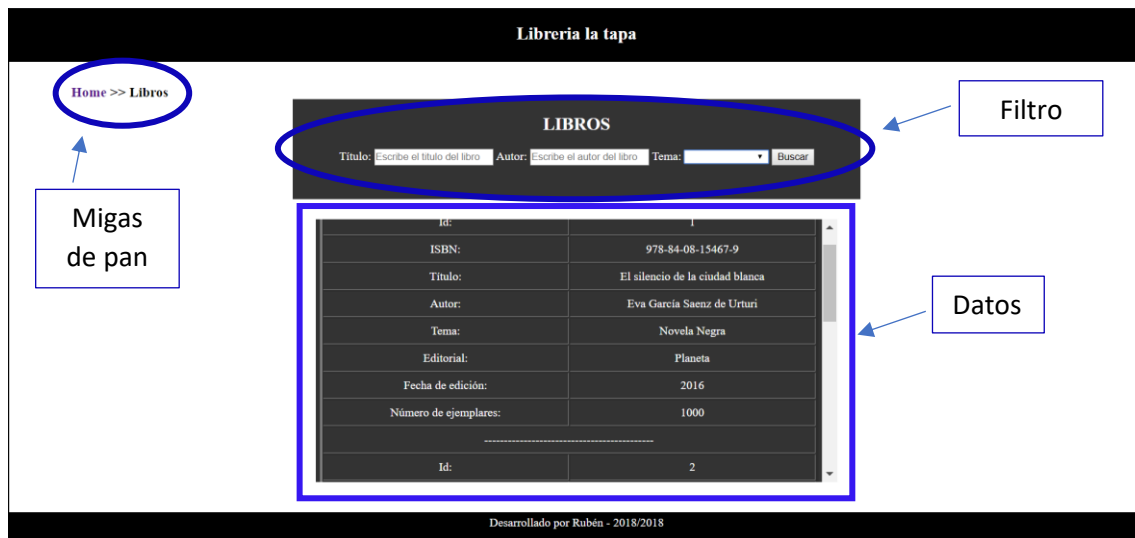 Libreria la tapa
Home >> Libros
Filtro
LIBROS
Título: Escribe el titulo del libro Autor: Escribe el autor del libro Tema: Buscar
Migas
de pan
Id: 1
ISBN: 978-84-08-15467-9
Título: El silencio de la ciudad blanca
Autor: Eva García Saenz de Urturi
Datos
Tema: Novela Negra
Editorial: Planeta
Fecha de edición: 2016
Número de ejemplares: 1000
-------------------------------------------
Id: 2
Desarrollado por Rubén - 2018/2018